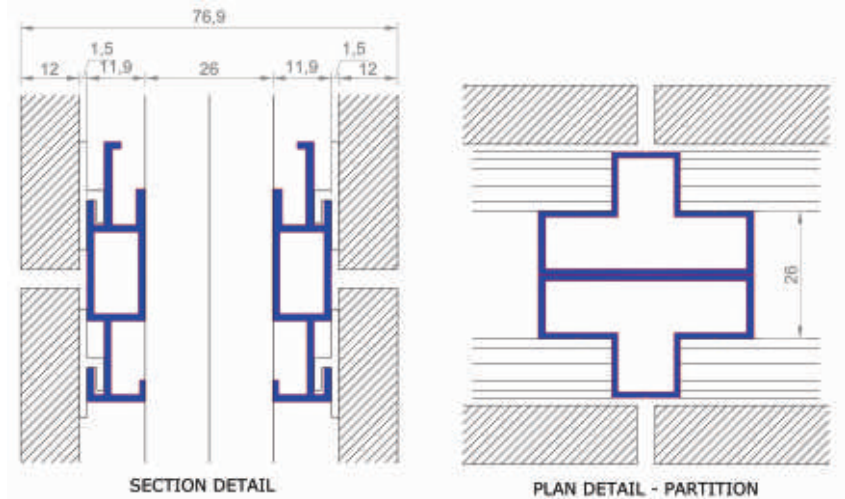 76,9
1,5 1,5
12 11,9 26 11,9 12
26
SECTION DETAIL
PLAN DETAIL - PARTITION